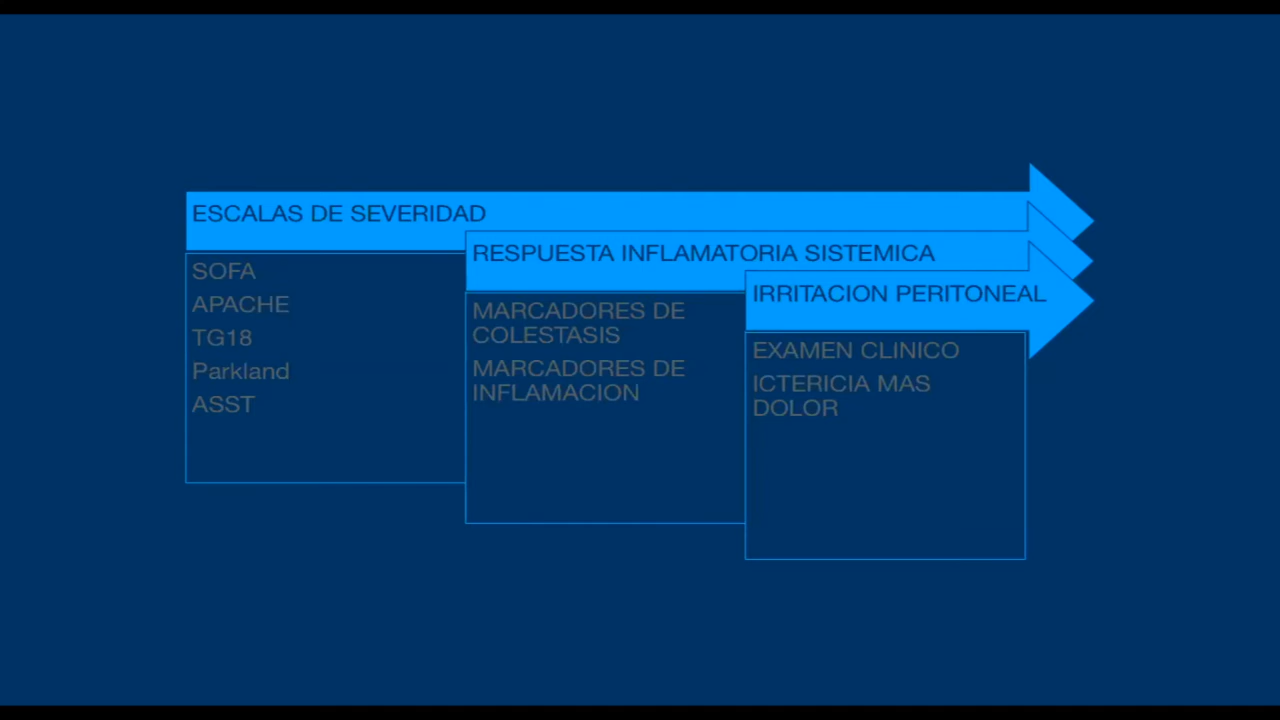 ESCALAS DE SEVERIDAD
SOFA
APACHE
TG18
Parkland
ASST
RESPUESTA INFLAMATORIA SISTEMICA
MARCADORES DE
COLESTASIS
MARCADORES DE
INFLAMACION
IRRITACION PERITONEAL
EXAMEN CLINICO
ICTERICIA MAS
DOLOR